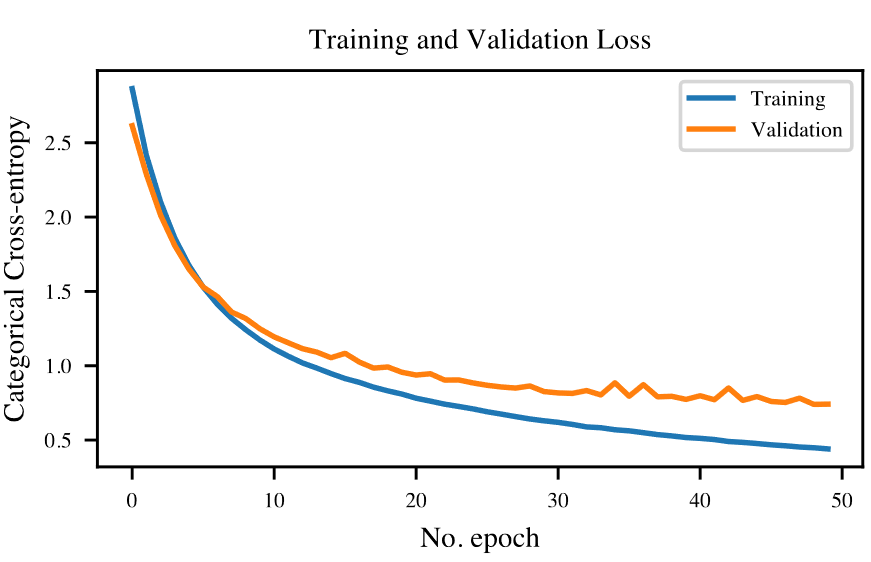 Training and Validation Loss
Training
Validation
Categorical Cross-entropy
2.5
2.0
1.5
1.0
0.5
0 10 20 30 40 50
No. epoch